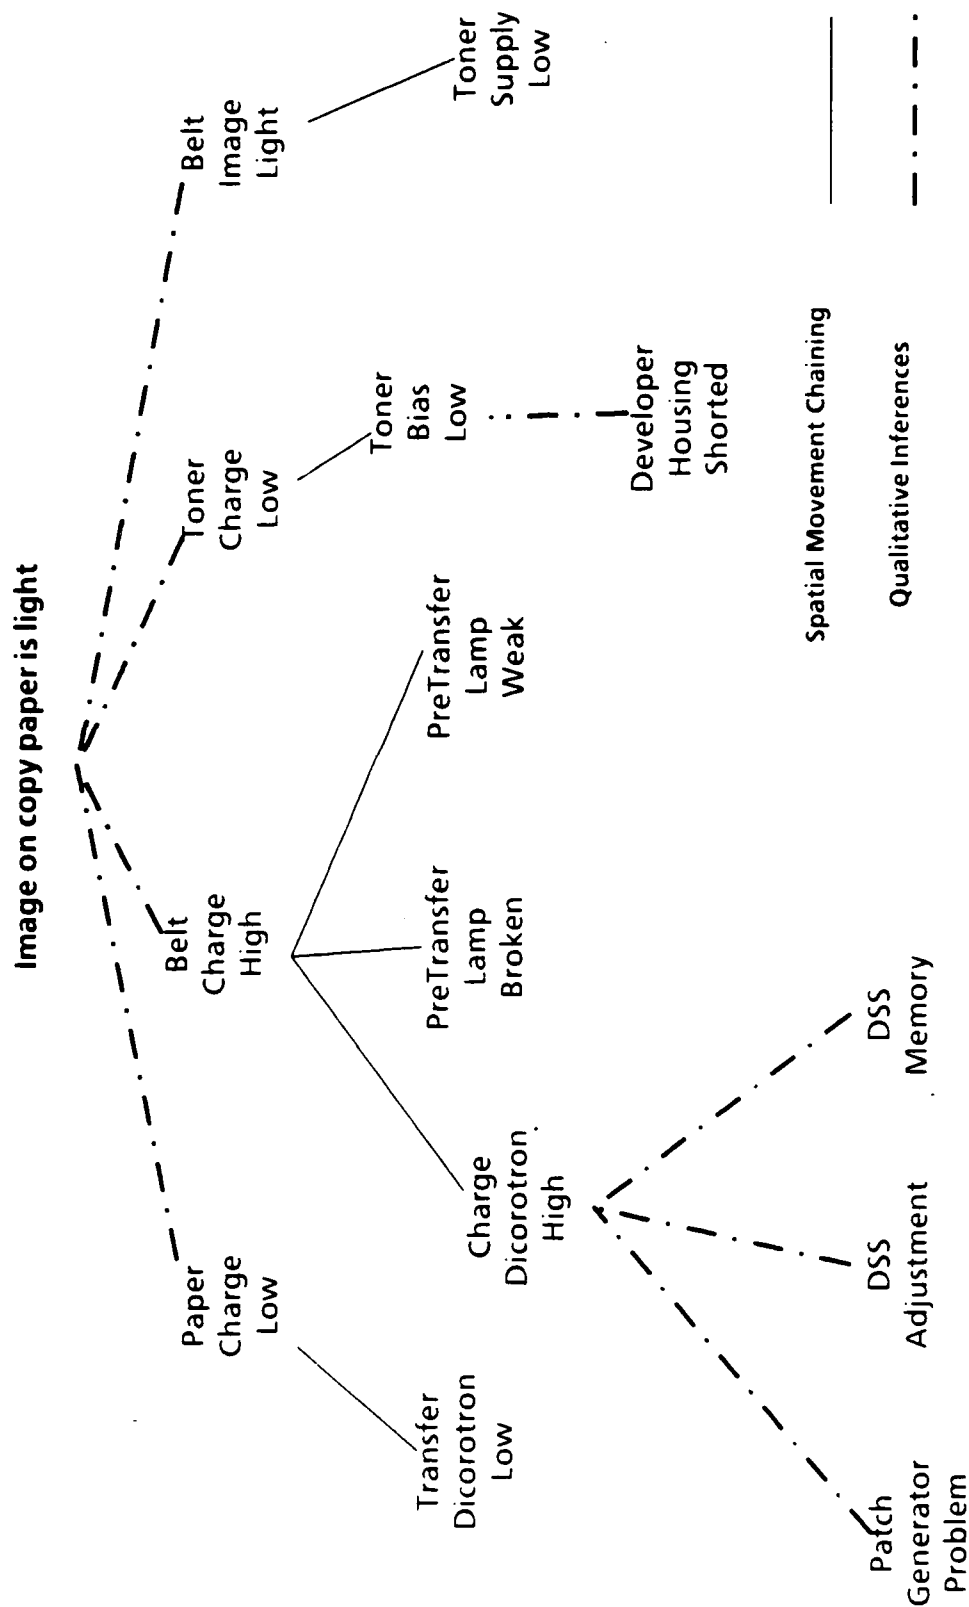 Image on copy paper is light
Paper
Charge
Low
Belt
Charge
High
Toner
Charge
Low
Belt
Image
Light
Transfer
Dicorotron
Low
Charge
Dicorotron
High
PreTransfer
Lamp
Broken
PreTransfer
Lamp
Weak
Toner
Bias
Low
Toner
Supply
Low
Developer
Housing
Shorted
Patch
Generator
Problem
DSS
Adjustment
DSS
Memory
Spatial Movement Chaining
Qualitative Inferences